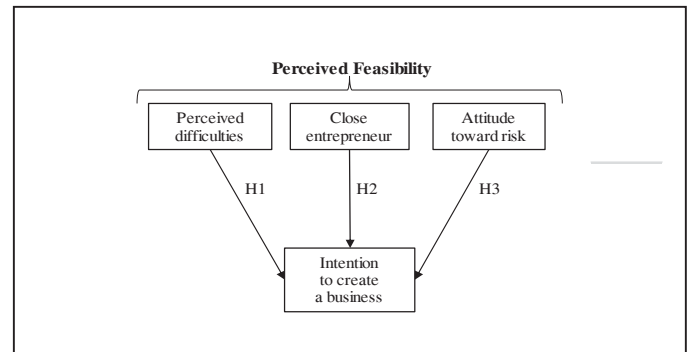 Perceived Feasibility
Perceived
difficulties
Close
entrepreneur
Attitude
toward risk
H1
H2
H3
Intention
to create
a business